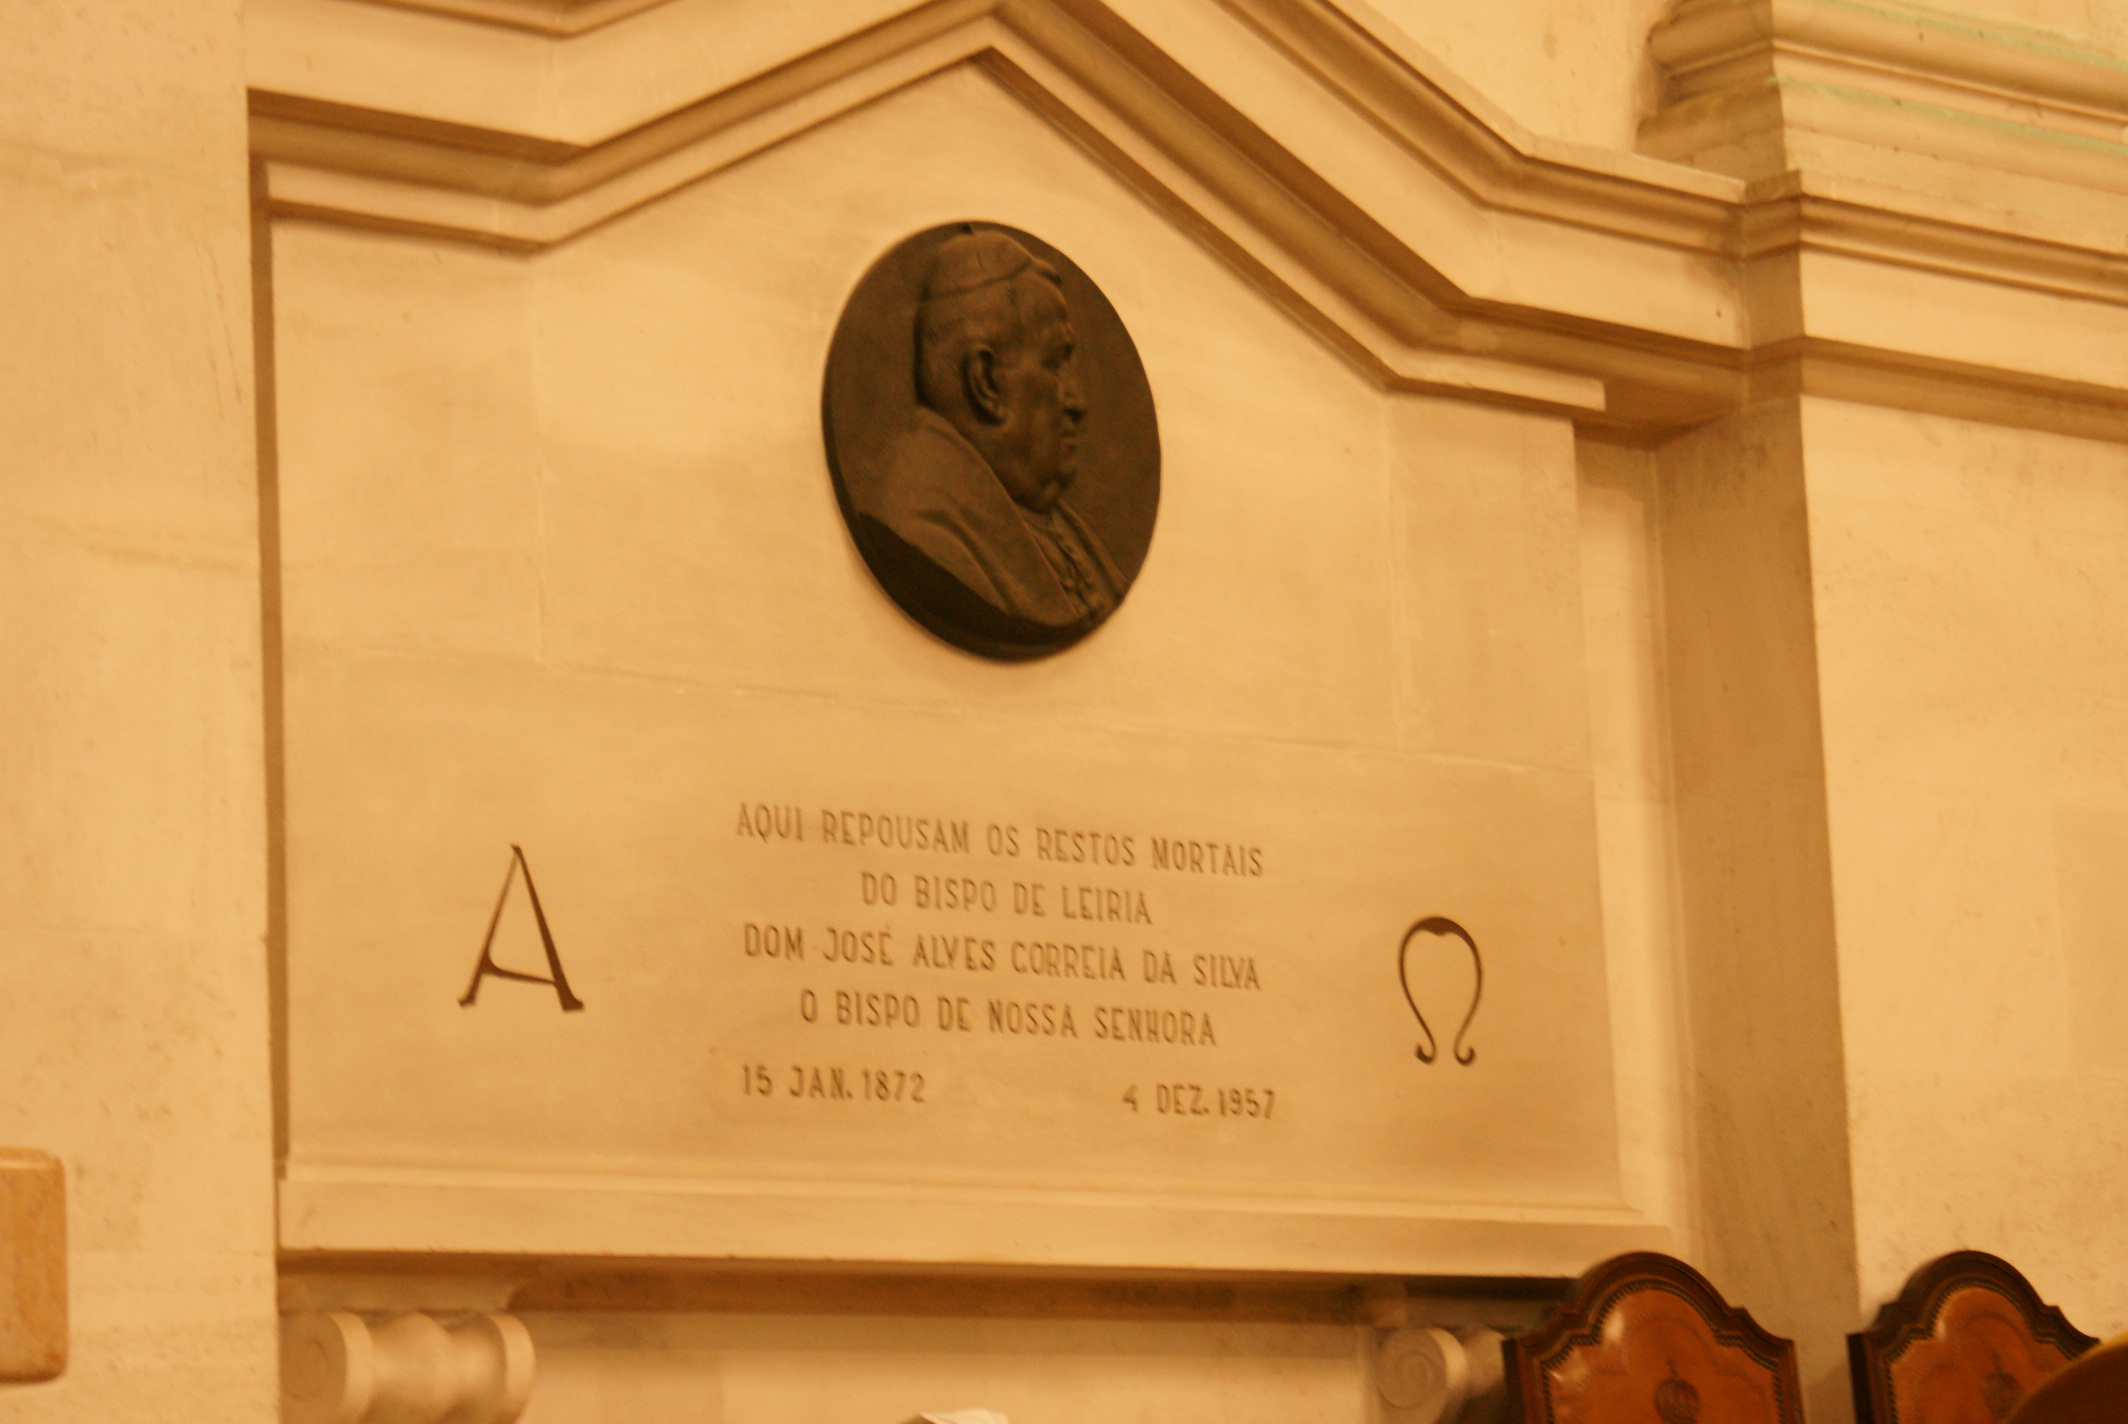 AQUI REPOUSAM OS RESTOS MORTAIS
DO BISPO DE LEIRIA
DOM JOSÉ ALVES CORREIA DA SILVA
O BISPO DE NOSSA SENHORA
15 JAN. 1872 4 DEZ. 1957
Α Ω